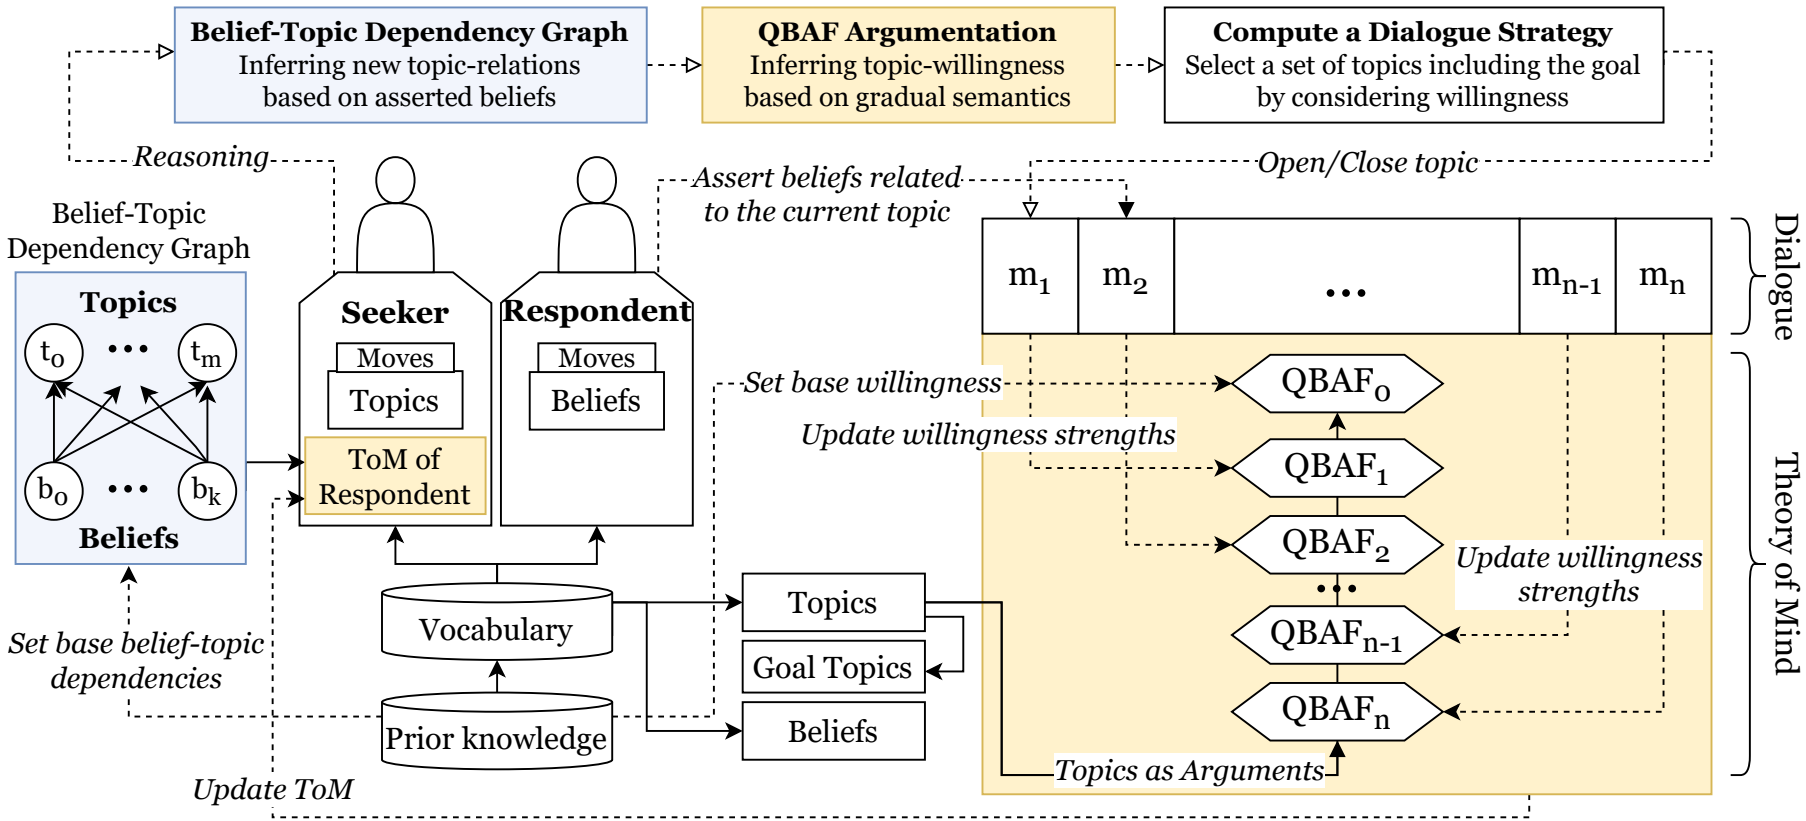 Belief-Topic Dependency Graph
Inferring new topic-relations
based on asserted beliefs
QBAF Argumentation
Inferring topic-willingness
based on gradual semantics
Compute a Dialogue Strategy
Select a set of topics including the goal
by considering willingness
Reasoning
Assert beliefs related
to the current topic
Open/Close topic
Belief-Topic
Dependency Graph
Topics
t0 ... tm
b0 ... bk
Beliefs
Seeker
Moves
Topics
ToM of
Respondent
Respondent
Moves
Beliefs
m1 m2 ... mn-1 mn
Dialogue
Set base willingness
Update willingness strengths
QBAF0
QBAF1
QBAF2
...
QBAFn-1
QBAFn
Update willingness
strengths
Theory of Mind
Set base belief-topic
dependencies
Vocabulary
Prior knowledge
Topics
Goal Topics
Beliefs
Topics as Arguments
Update ToM